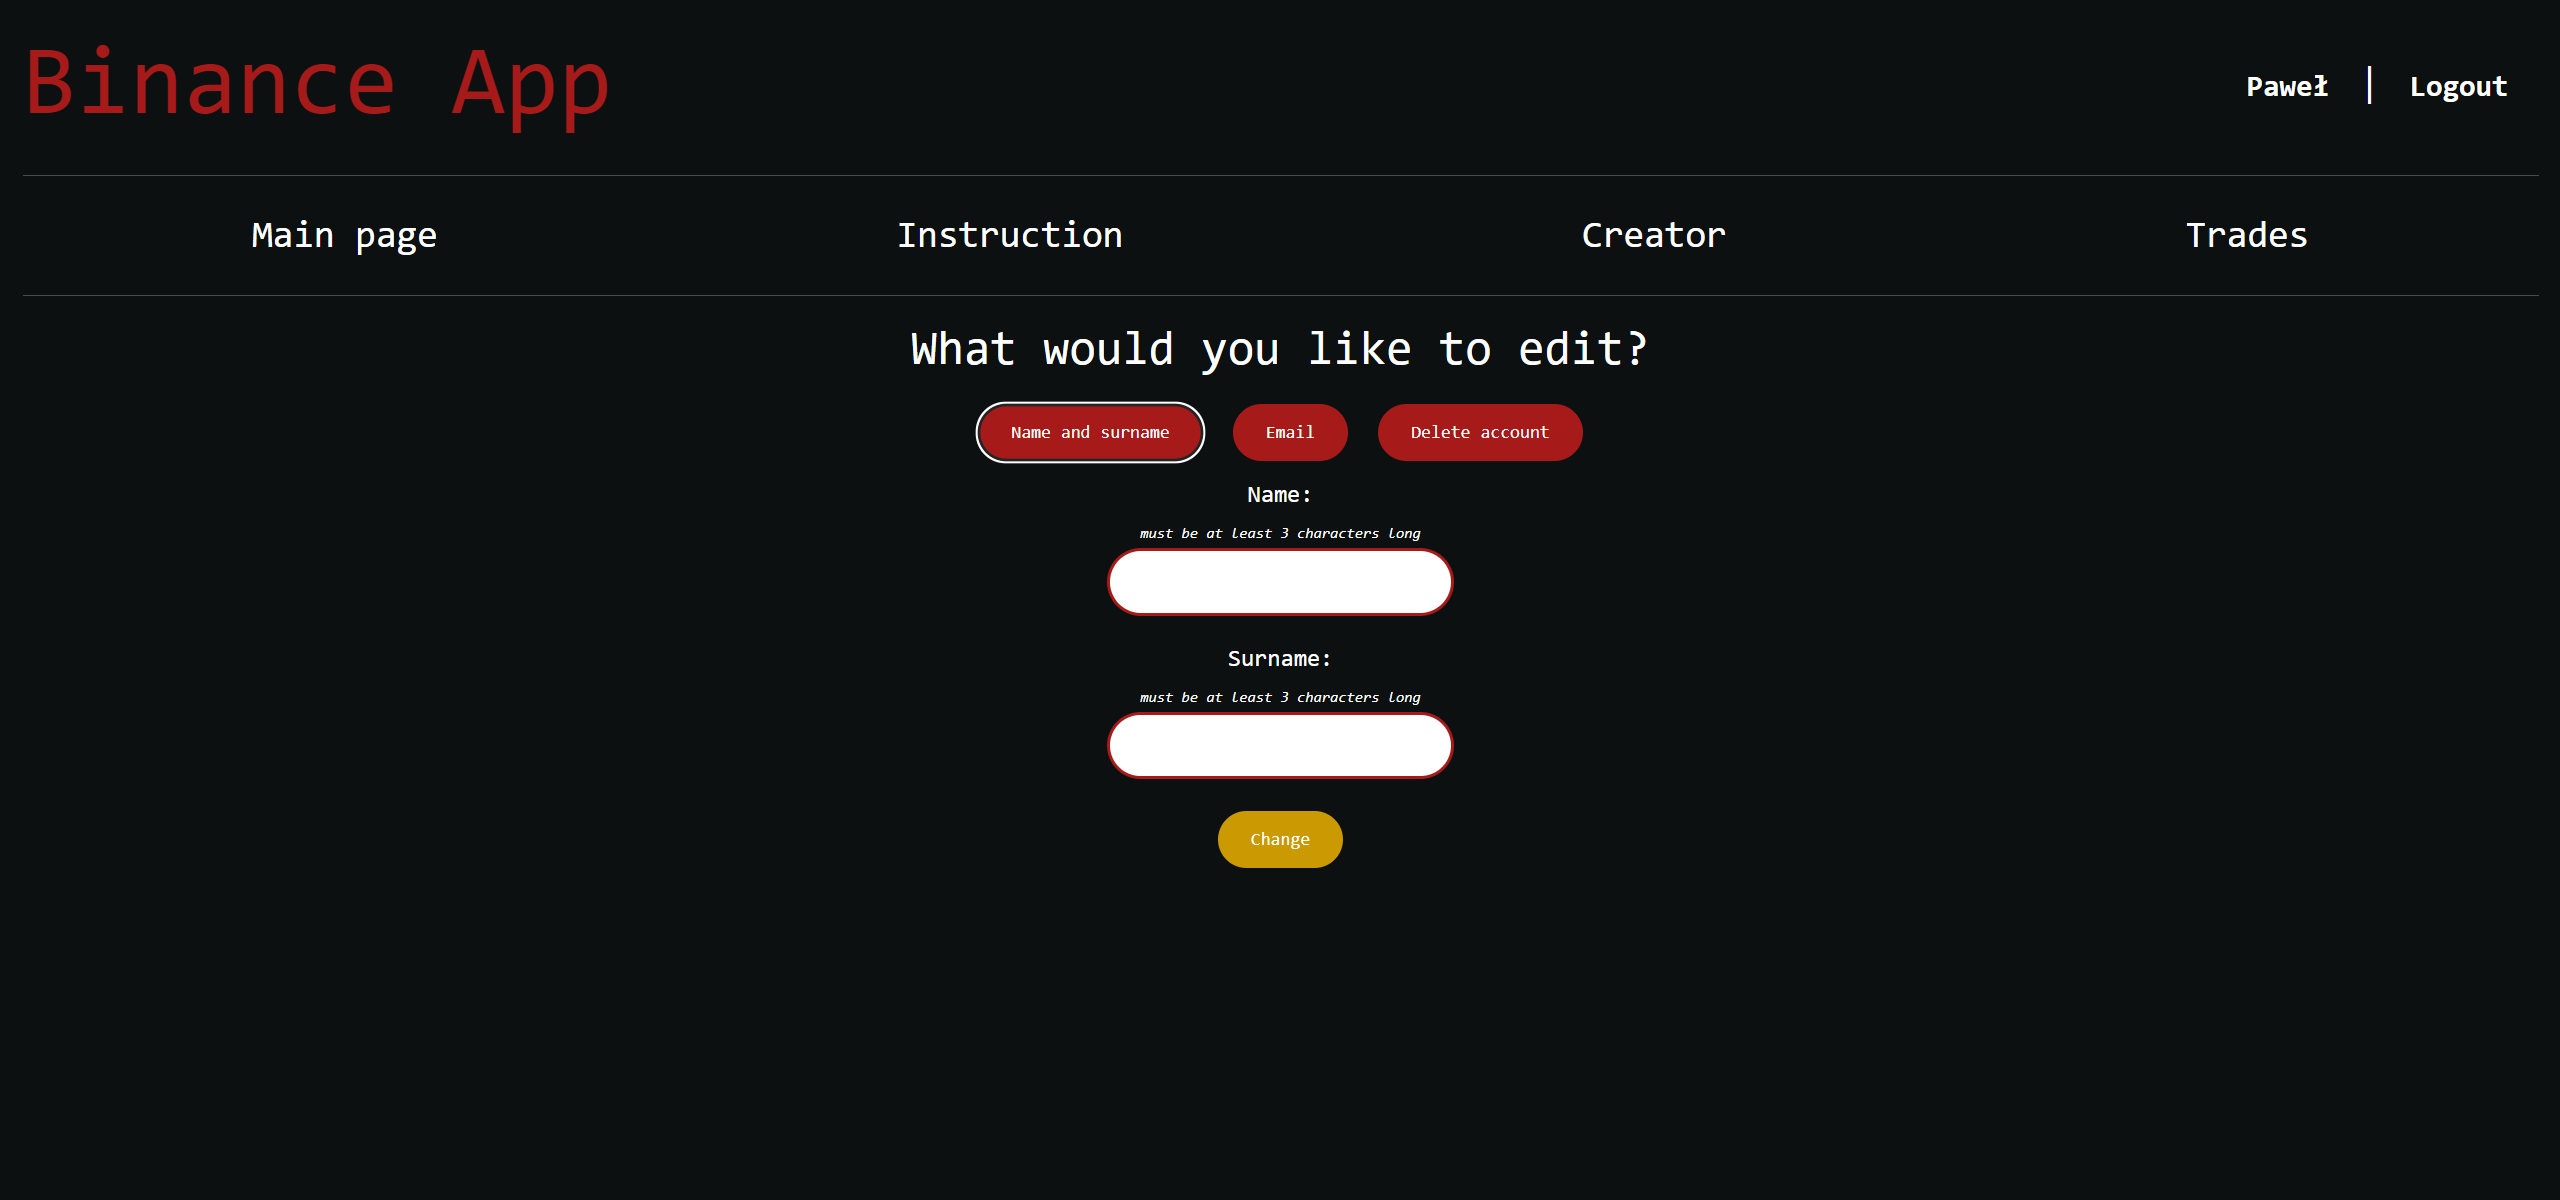 Binance App
Paweł | Logout
Main page Instruction Creator Trades
What would you like to edit?
Name and surname Email Delete account
Name:
must be at least 3 characters long
Surname:
must be at least 3 characters long
Change